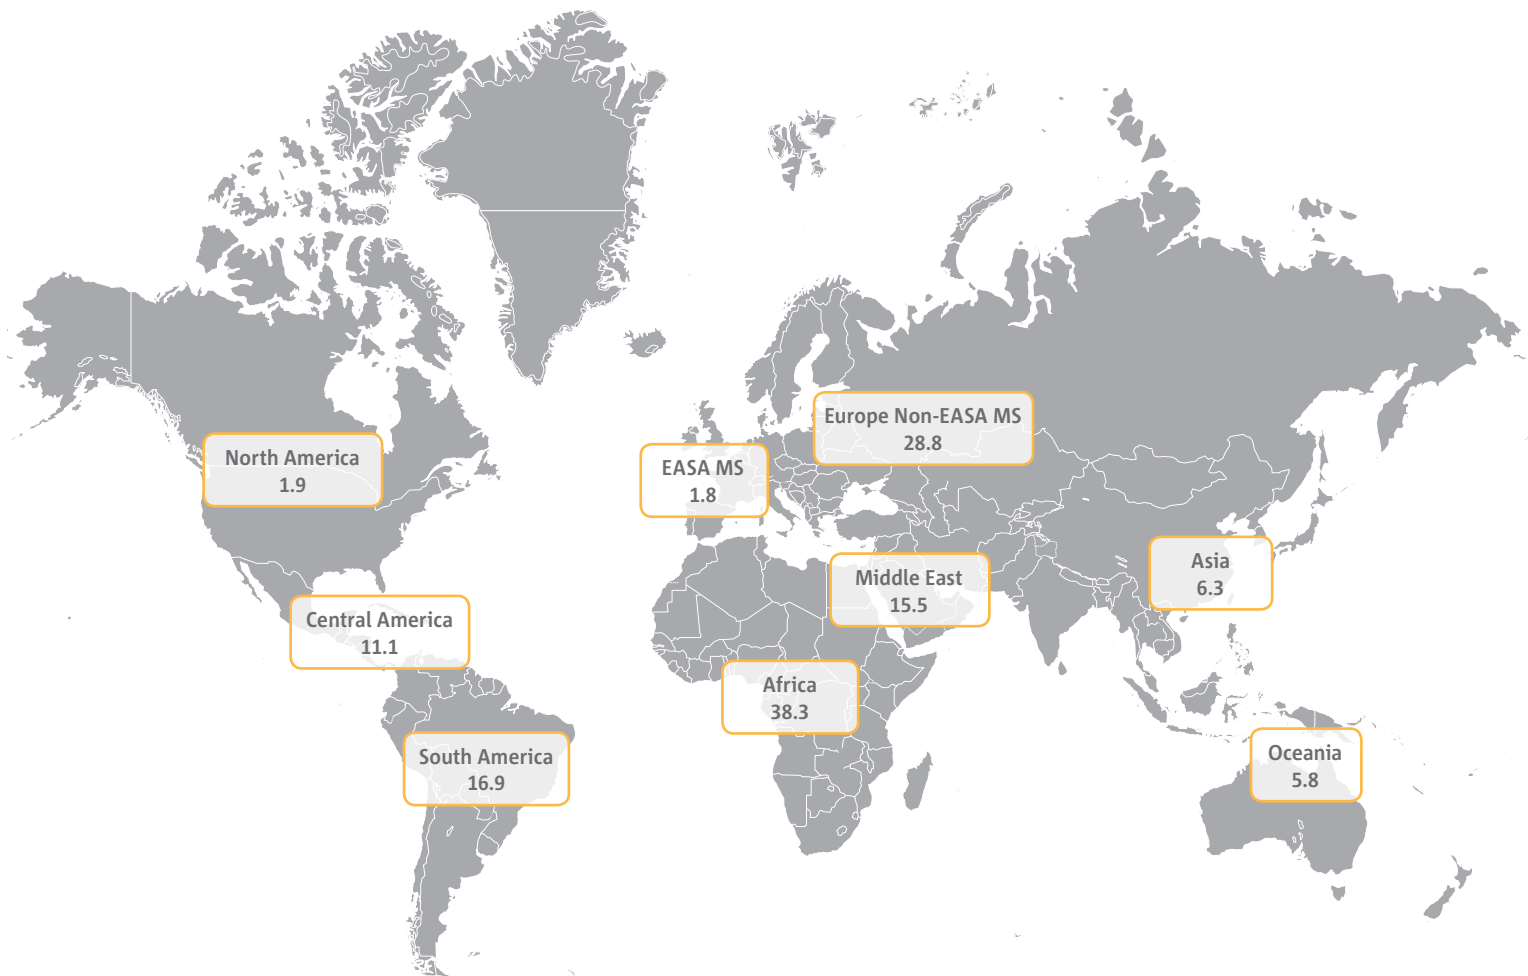 Europe Non-EASA MS
28.8
North America
1.9
EASA MS
1.8
Asia
6.3
Middle East
15.5
Central America
11.1
Africa
38.3
South America
16.9
Oceania
5.8